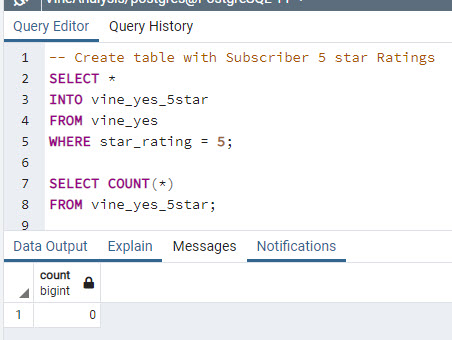 VineAnalysis/postgres@PostgreSQL 11
Query Editor Query History
1 -- Create table with Subscriber 5 star Ratings
2 SELECT *
3 INTO vine_yes_5star
4 FROM vine_yes
5 WHERE star_rating = 5;
6
7 SELECT COUNT(*)
8 FROM vine_yes_5star;
9
Data Output Explain Messages Notifications
count
bigint
1 0